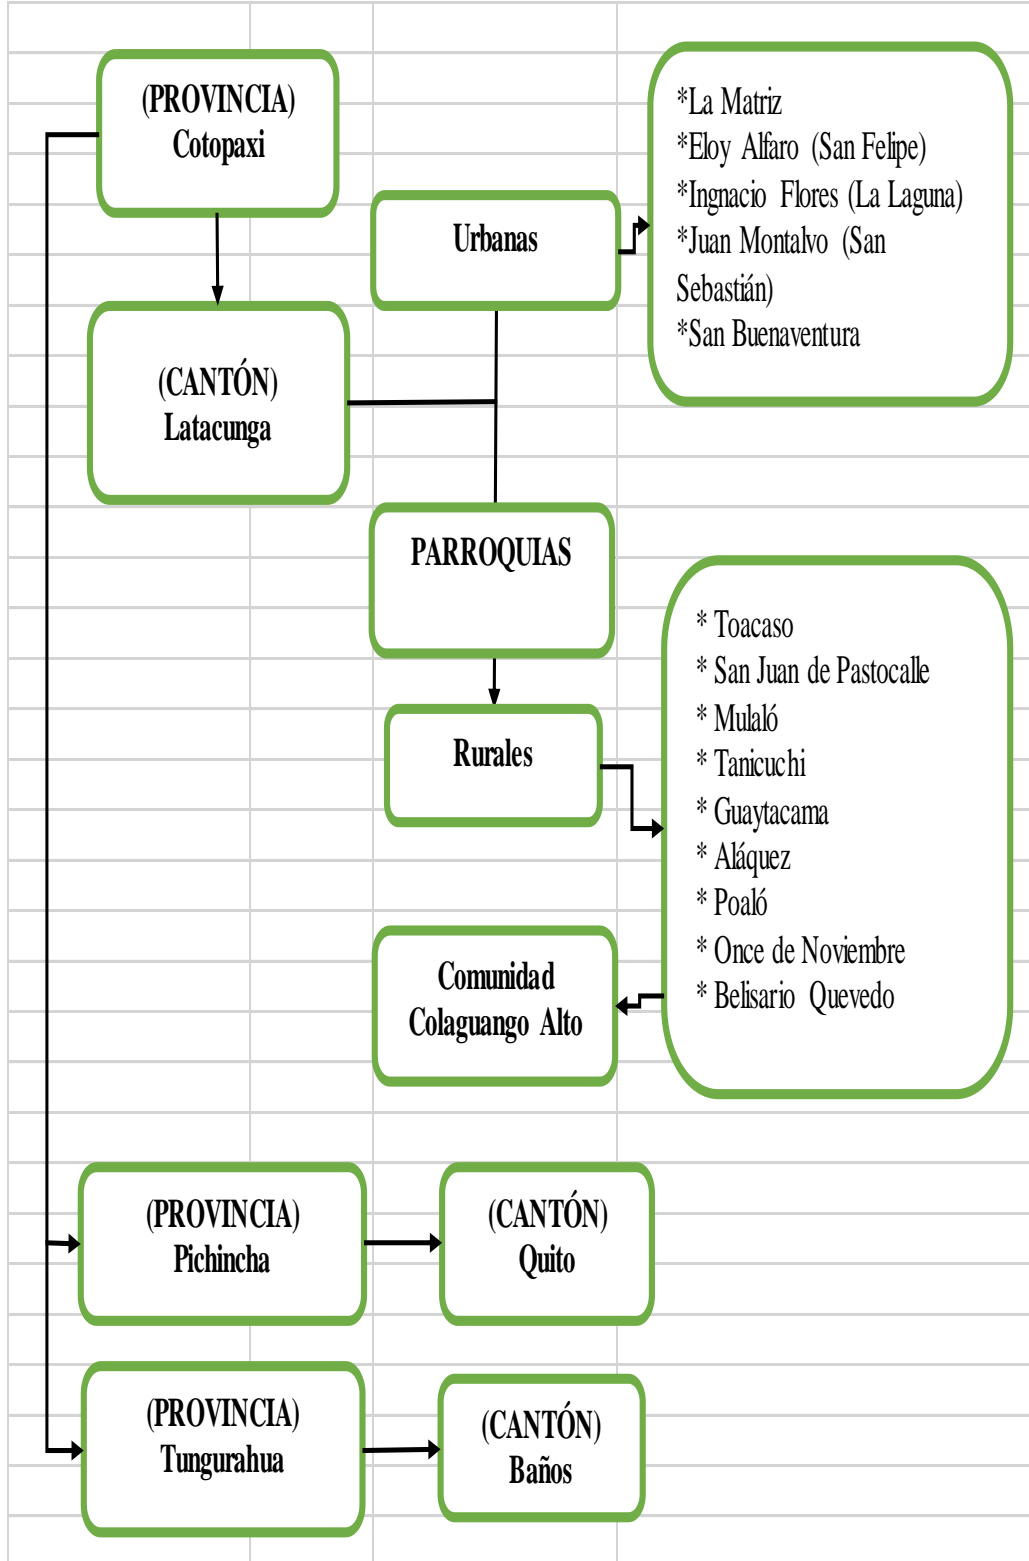 (PROVINCIA)
Cotopaxi
(CANTÓN)
Latacunga
Urbanas
*La Matriz
*Eloy Alfaro (San Felipe)
*Ingnacio Flores (La Laguna)
*Juan Montalvo (San
Sebastián)
*San Buenaventura
PARROQUIAS
Rurales
* Toacaso
* San Juan de Pastocalle
* Mulaló
* Tanicuchi
* Guaytacama
* Aláquez
* Poaló
* Once de Noviembre
* Belisario Quevedo
Comunidad
Colaguango Alto
(PROVINCIA)
Pichincha
(CANTÓN)
Quito
(PROVINCIA)
Tungurahua
(CANTÓN)
Baños